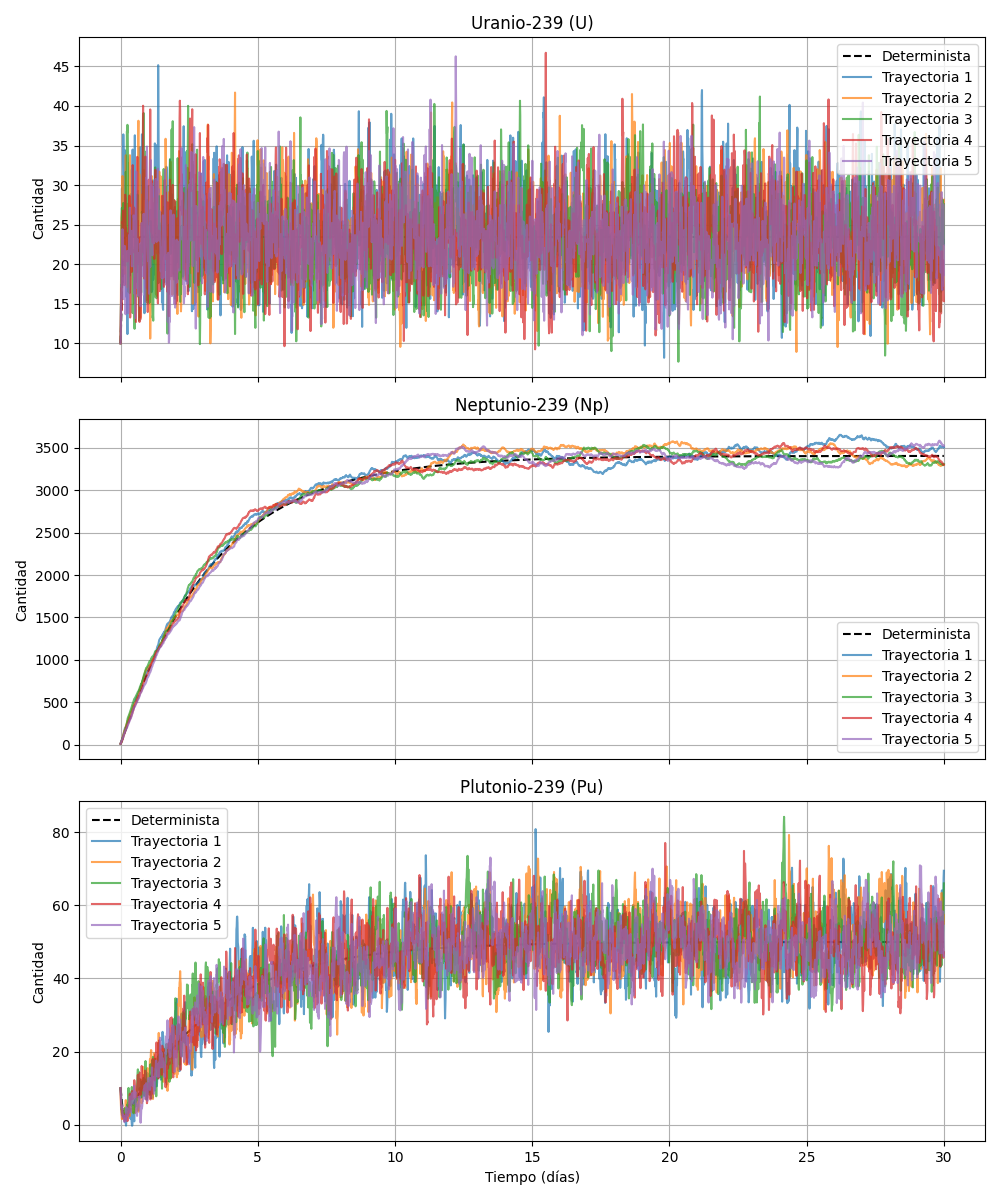 Uranio-239 (U)
45
40
35
30
25
20
15
10
Cantidad
Determinista
Trayectoria 1
Trayectoria 2
Trayectoria 3
Trayectoria 4
Trayectoria 5
Neptunio-239 (Np)
3500
3000
2500
2000
1500
1000
500
0
Cantidad
Determinista
Trayectoria 1
Trayectoria 2
Trayectoria 3
Trayectoria 4
Trayectoria 5
Plutonio-239 (Pu)
80
60
40
20
0
Cantidad
Determinista
Trayectoria 1
Trayectoria 2
Trayectoria 3
Trayectoria 4
Trayectoria 5
0 5 10 15 20 25 30
Tiempo (días)